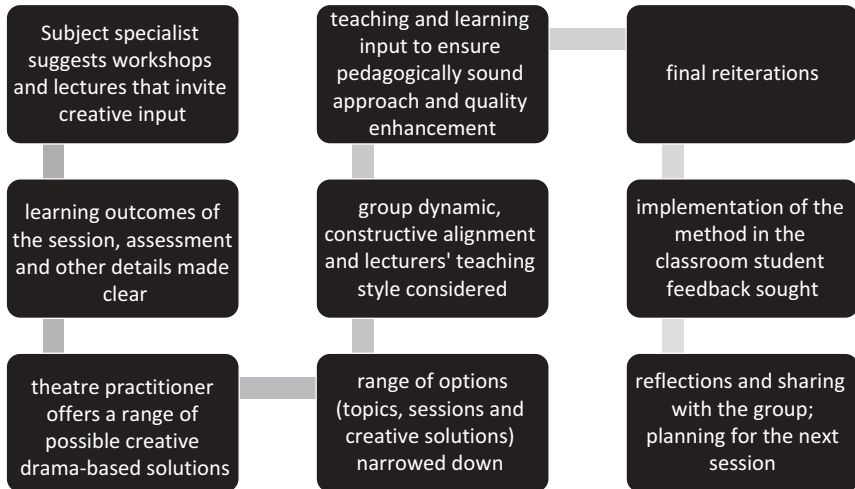 Subject specialist
suggests workshops
and lectures that invite
creative input
learning outcomes of
the session, assessment
and other details made
clear
theatre practitioner
offers a range of
possible creative
drama-based solutions
range of options
(topics, sessions and
creative solutions)
narrowed down
group dynamic,
constructive alignment
and lecturers' teaching
style considered
teaching and learning
input to ensure
pedagogically sound
approach and quality
enhancement
final reiterations
implementation of the
method in the
classroom student
feedback sought
reflections and sharing
with the group;
planning for the next
session